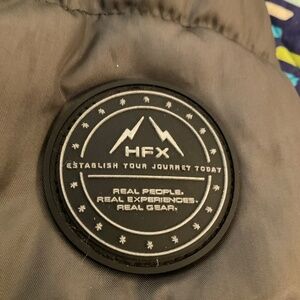 HFX
ESTABLISH YOUR JOURNEY TODAY
REAL PEOPLE.
REAL EXPERIENCES.
REAL GEAR.